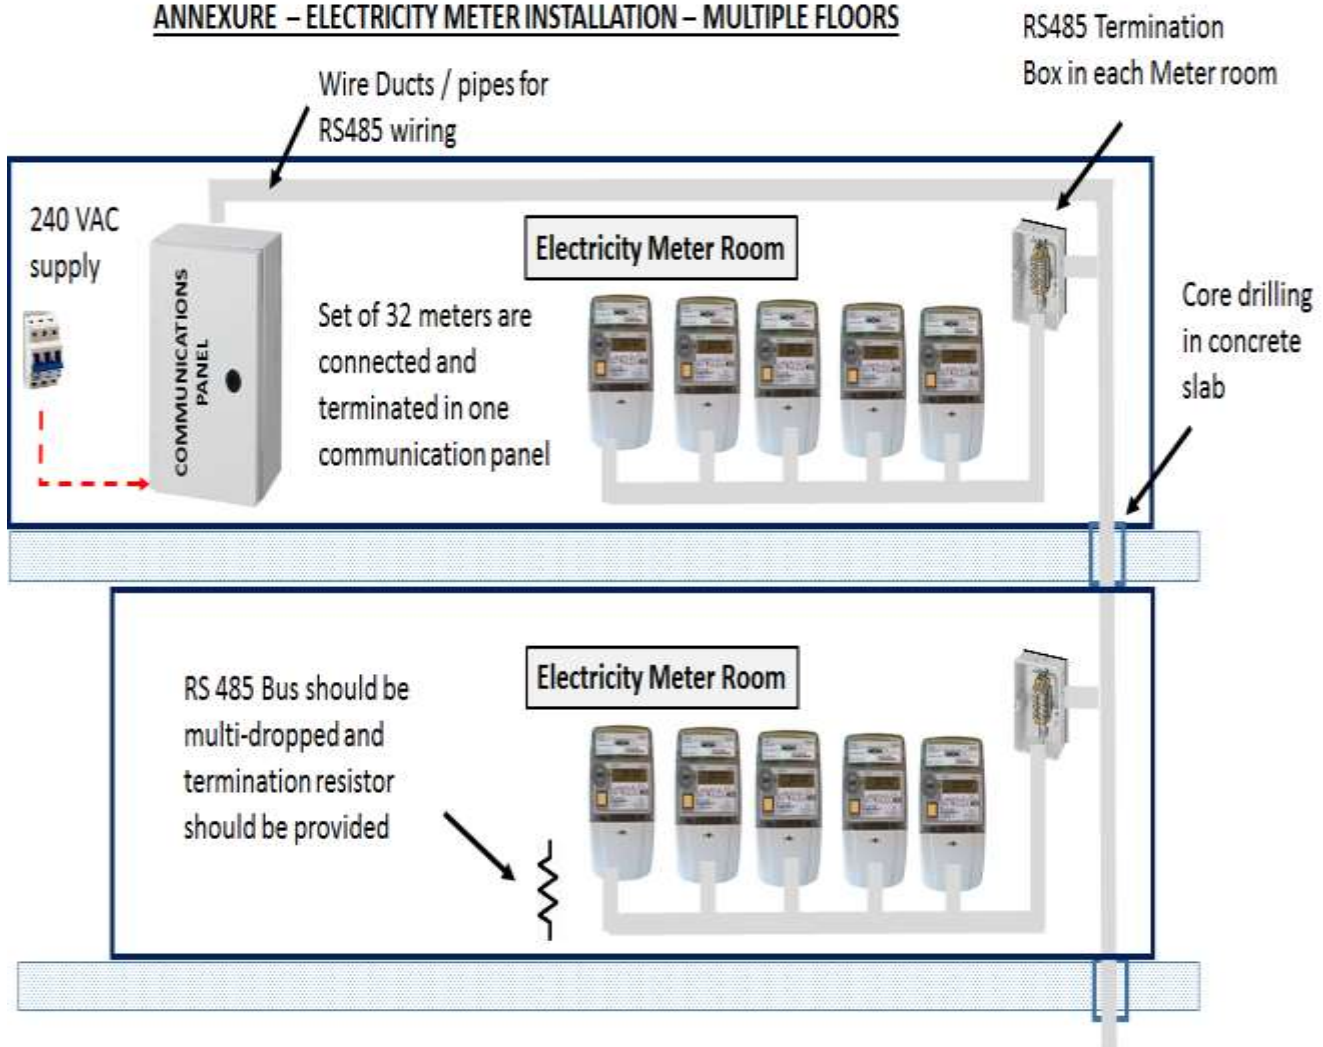 ANNEXURE – ELECTRICITY METER INSTALLATION – MULTIPLE FLOORS
RS485 Termination
Box in each Meter room
Wire Ducts / pipes for
RS485 wiring
240 VAC
supply
COMMUNICATIONS
PANEL
Electricity Meter Room
Set of 32 meters are
connected and
terminated in one
communication panel
Core drilling
in concrete
slab
Electricity Meter Room
RS 485 Bus should be
multi-dropped and
termination resistor
should be provided